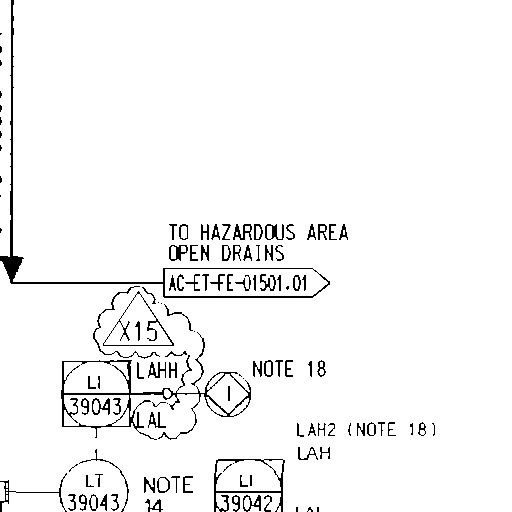 TO HAZARDOUS AREA
OPEN DRAINS
AC-ET-FE-01501.01
X15
LAHH
NOTE 18
LI
39043
I
LAL
LAH2 (NOTE 18)
LAH
LT
39043
NOTE
14
LI
39042
LAL